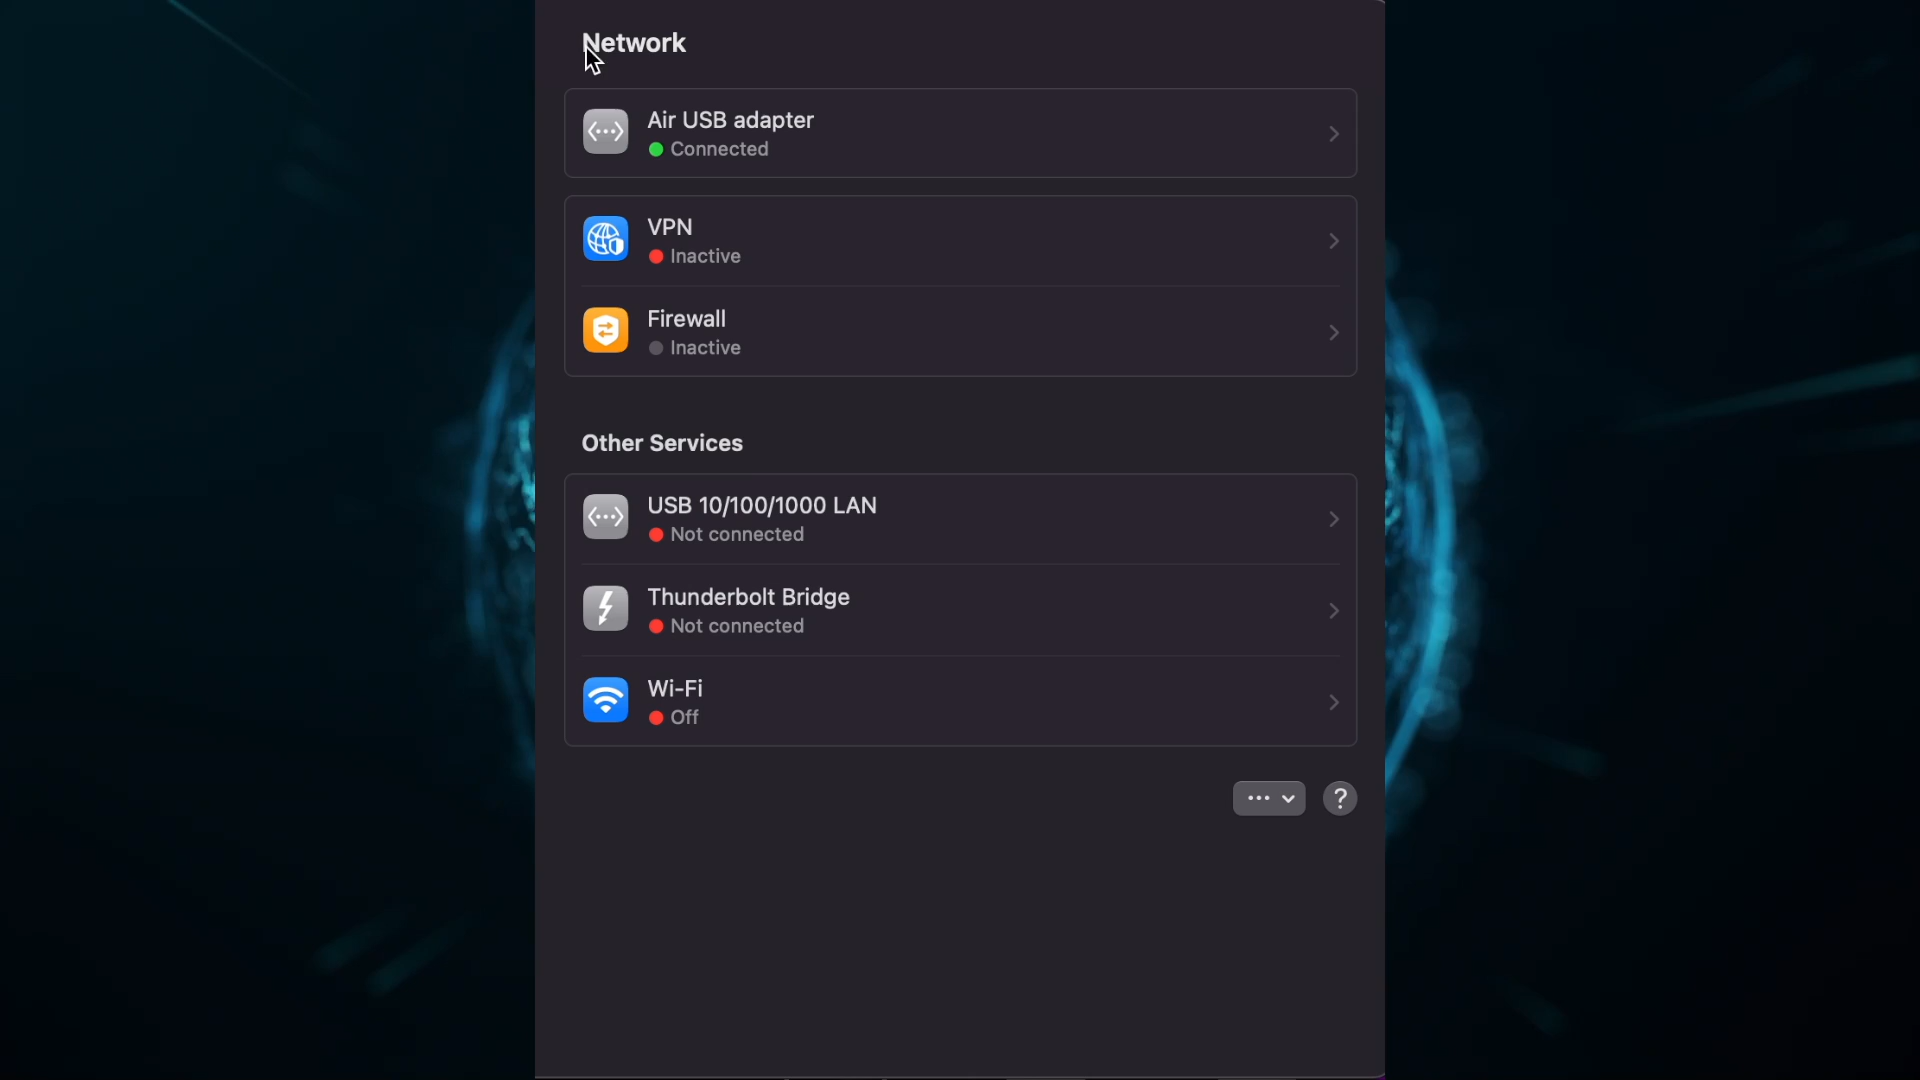 Network
Air USB adapter
Connected
VPN
Inactive
Firewall
Inactive
Other Services
USB 10/100/1000 LAN
Not connected
Thunderbolt Bridge
Not connected
Wi-Fi
Off
?